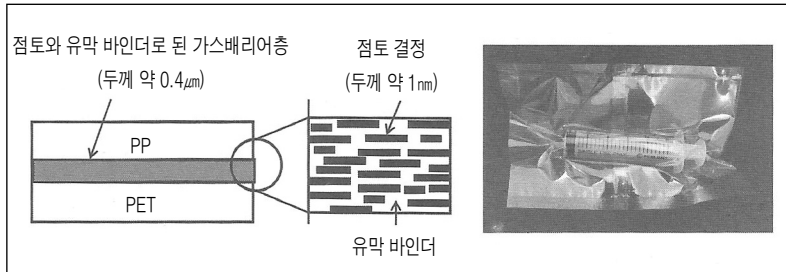 점토와 유막 바인더로 된 가스배리어층
(두께 약 0.4㎛)
점토 결정
(두께 약 1㎚)
PP
PET
유막 바인더